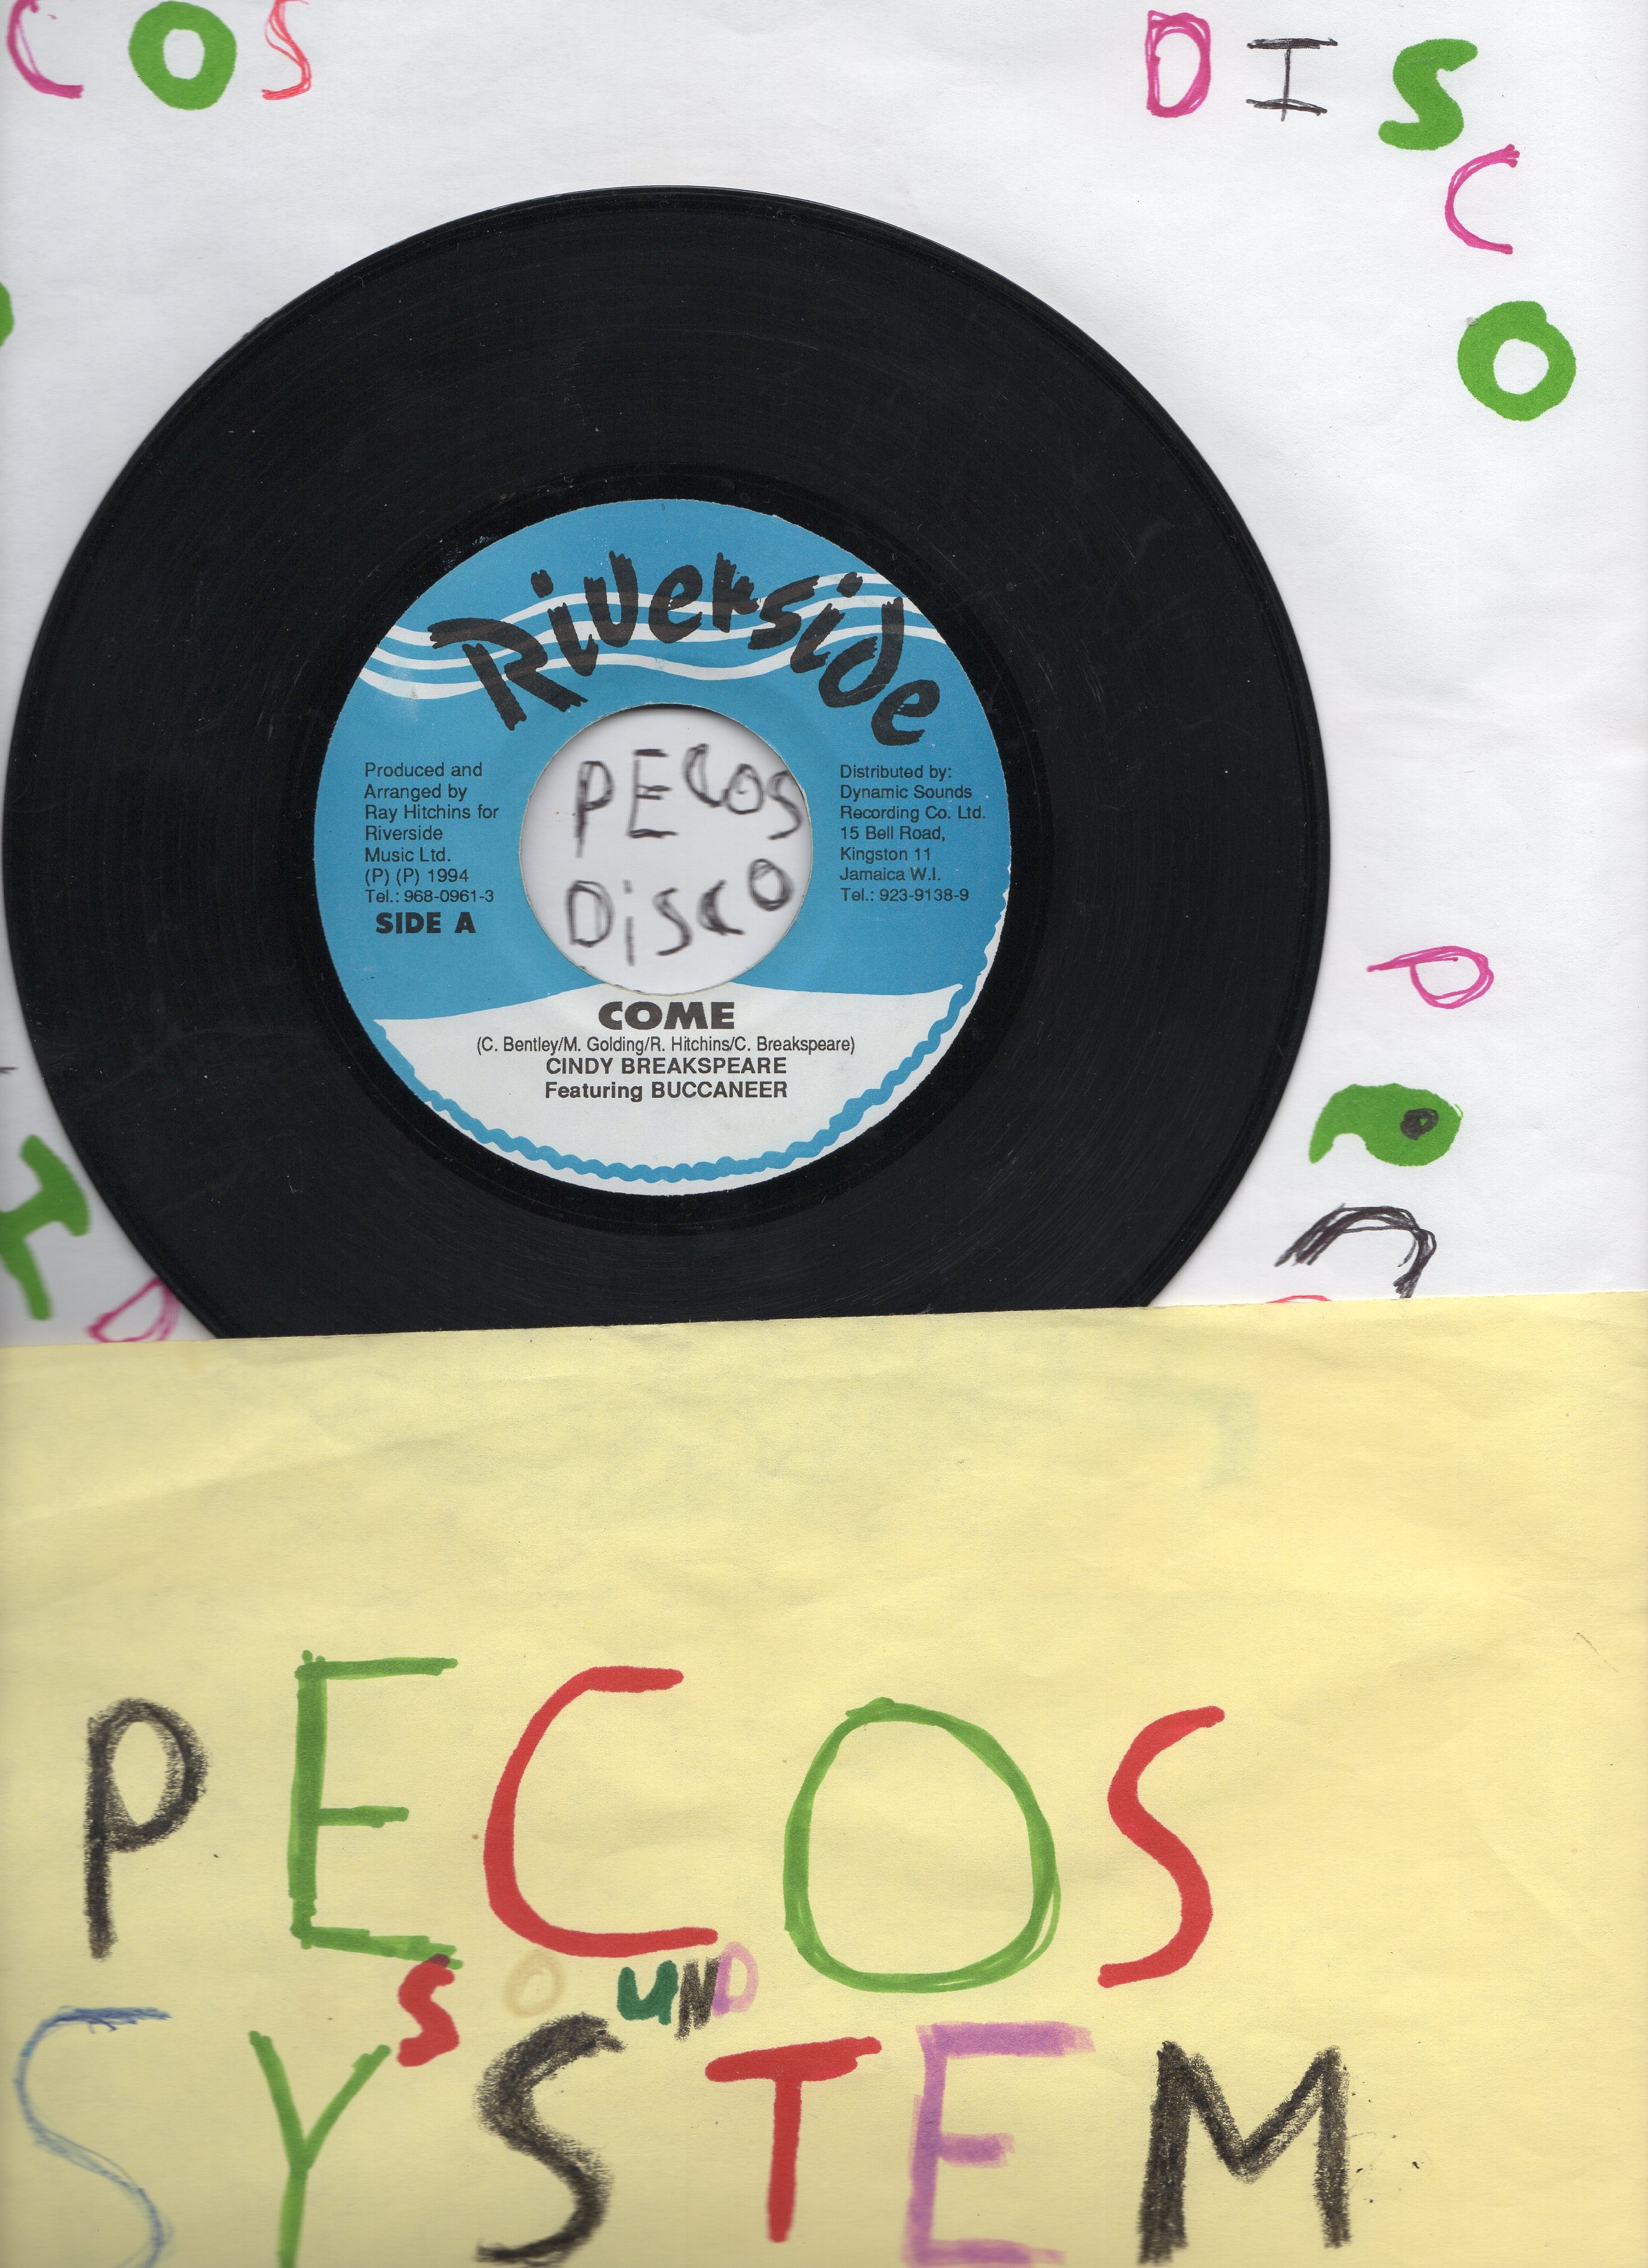 COS
DISCO
Riverside
Produced and
Arranged by
Ray Hitchins for
Riverside
Music Ltd.
(P) (P) 1994
Tel.: 968-0961-3
SIDE A
PECOS
DiSCO
Distributed by:
Dynamic Sounds
Recording Co. Ltd.
15 Bell Road,
Kingston 11
Jamaica W.I.
Tel.: 923-9138-9
COME
(C. Bentley/M. Golding/R. Hitchins/C. Breakspeare)
CINDY BREAKSPEARE
Featuring BUCCANEER
P
PECOS
SOUND
SYSTEM